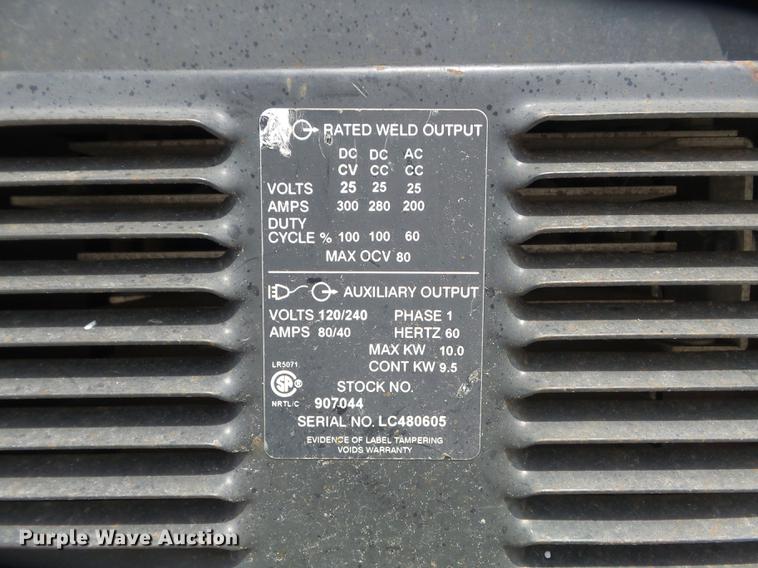 RATED WELD OUTPUT
DC DC AC
CV CC CC
VOLTS 25 25 25
AMPS 300 280 200
DUTY
CYCLE % 100 100 60
MAX OCV 80
AUXILIARY OUTPUT
VOLTS 120/240 PHASE 1
AMPS 80/40 HERTZ 60
MAX KW 10.0
CONT KW 9.5
LR5071
SA ®
NRTL/C
STOCK NO.
907044
SERIAL NO. LC480605
EVIDENCE OF LABEL TAMPERING
VOIDS WARRANTY
Purple Wave Auction®